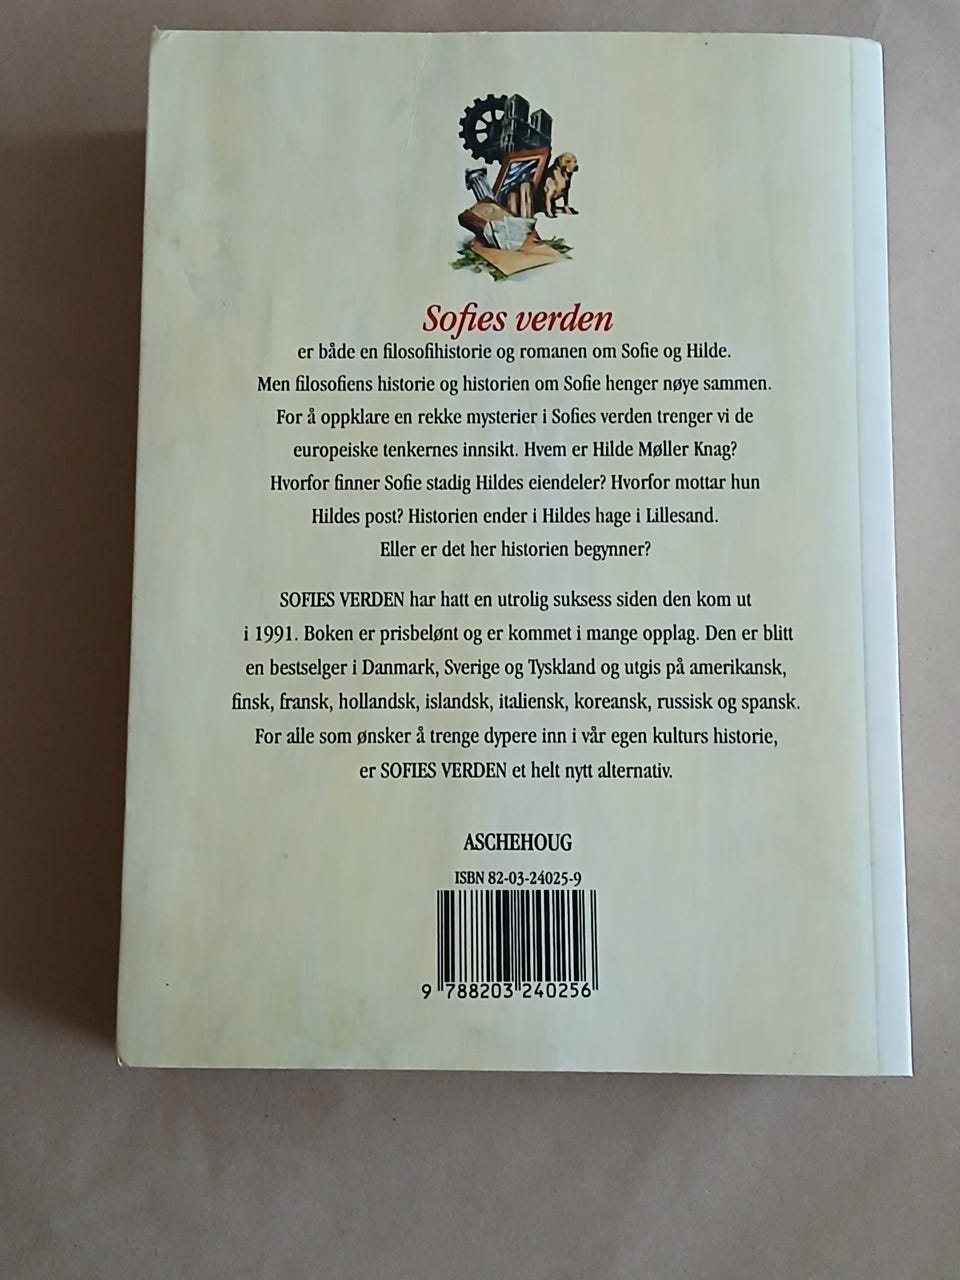 Sofies verden
er både en filosofihistorie og romanen om Sofie og Hilde.
Men filosofiens historie og historien om Sofie henger nøye sammen.
For å oppklare en rekke mysterier i Sofies verden trenger vi de
europeiske tenkernes innsikt. Hvem er Hilde Møller Knag?
Hvorfor finner Sofie stadig Hildes eiendeler? Hvorfor mottar hun
Hildes post? Historien ender i Hildes hage i Lillesand.
Eller er det her historien begynner?
SOFIES VERDEN har hatt en utrolig suksess siden den kom ut
i 1991. Boken er prisbelønt og er kommet i mange opplag. Den er blitt
en bestselger i Danmark, Sverige og Tyskland og utgis på amerikansk,
finsk, fransk, hollandsk, islandsk, italiensk, koreansk, russisk og spansk.
For alle som ønsker å trenge dypere inn i vår egen kulturs historie,
er SOFIES VERDEN et helt nytt alternativ.
ASCHEHOUG
ISBN 82-03-24025-9
9 788203 240256